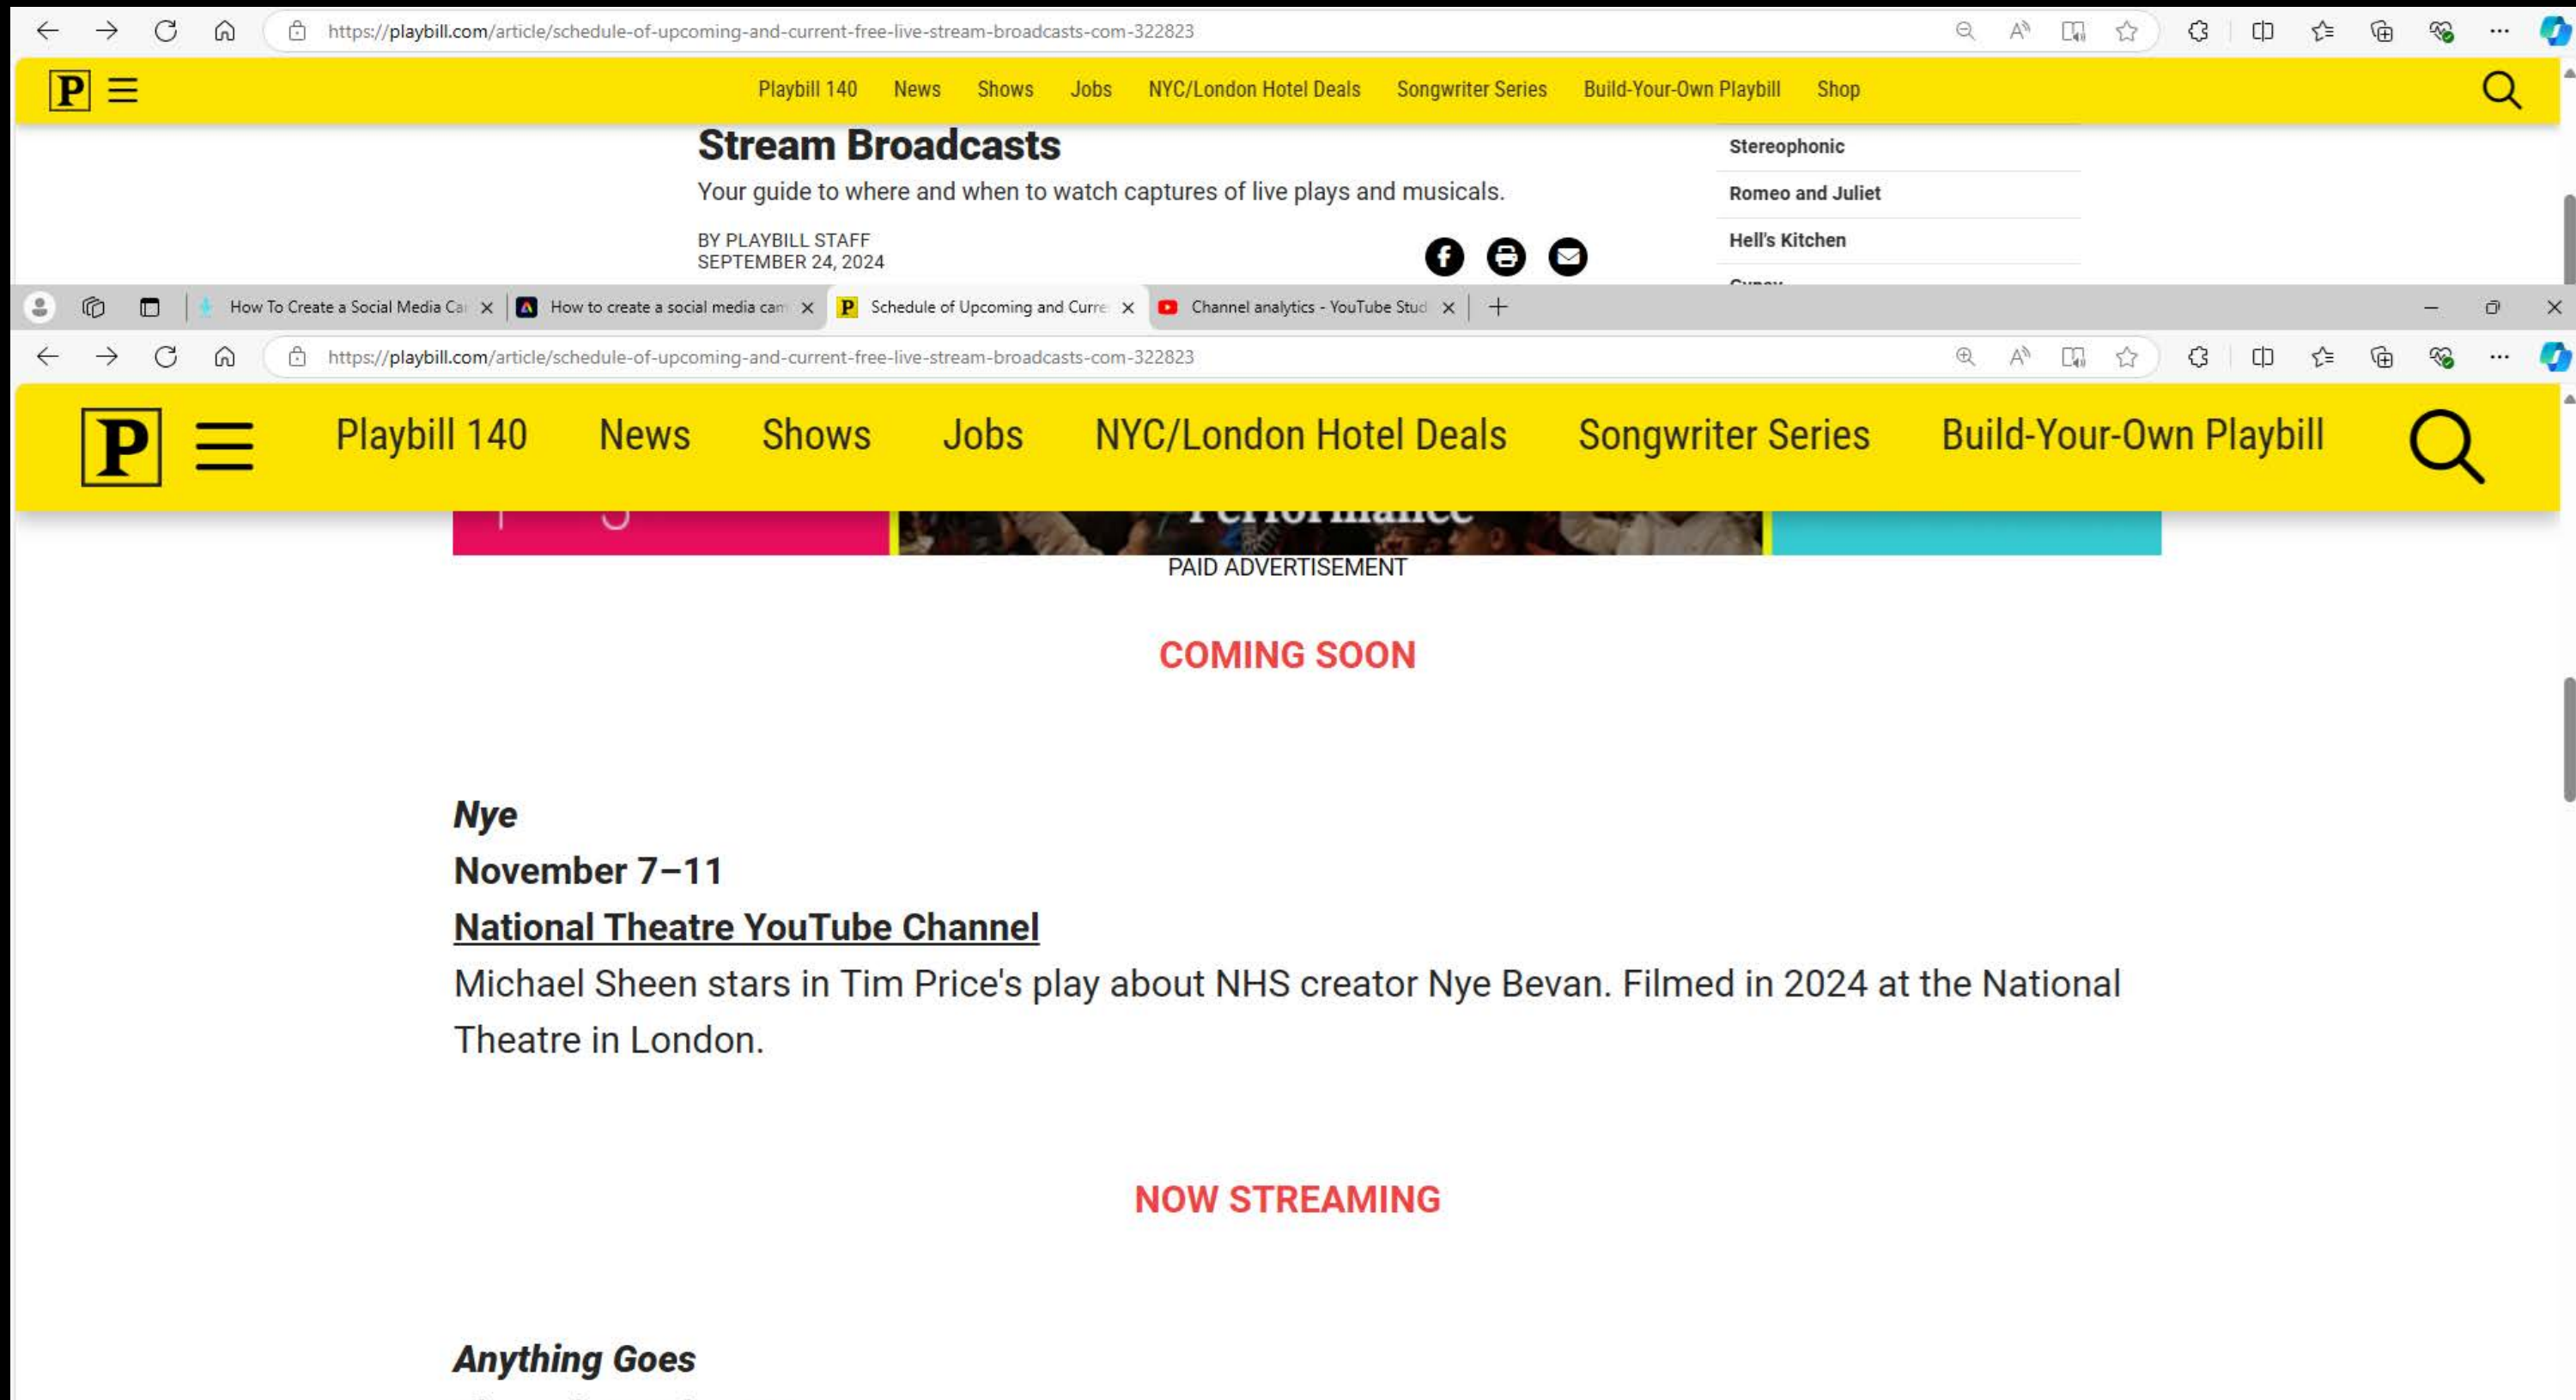 https://playbill.com/article/schedule-of-upcoming-and-current-free-live-stream-broadcasts-com-322823
P
Playbill 140 News Shows Jobs NYC/London Hotel Deals Songwriter Series Build-Your-Own Playbill Shop
Stream Broadcasts
Your guide to where and when to watch captures of live plays and musicals.
BY PLAYBILL STAFF
SEPTEMBER 24, 2024
Stereophonic
Romeo and Juliet
Hell's Kitchen
How To Create a Social Media Ca
How to create a social media cam
P Schedule of Upcoming and Curre
Channel analytics - YouTube Stud
https://playbill.com/article/schedule-of-upcoming-and-current-free-live-stream-broadcasts-com-322823
P
Playbill 140 News Shows Jobs NYC/London Hotel Deals Songwriter Series Build-Your-Own Playbill
Performance
PAID ADVERTISEMENT
COMING SOON
Nye
November 7–11
National Theatre YouTube Channel
Michael Sheen stars in Tim Price's play about NHS creator Nye Bevan. Filmed in 2024 at the National
Theatre in London.
NOW STREAMING
Anything Goes